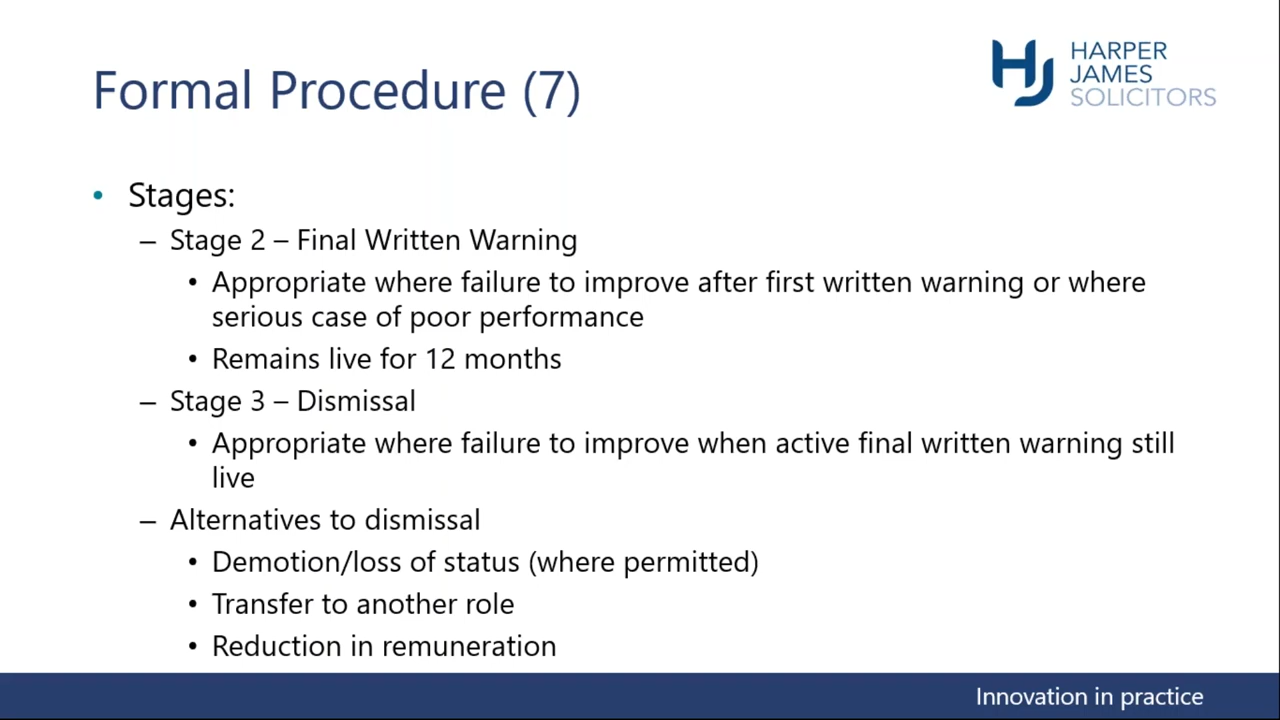 Formal Procedure (7)
HARPER
JAMES
SOLICITORS
• Stages:
– Stage 2 – Final Written Warning
• Appropriate where failure to improve after first written warning or where
serious case of poor performance
• Remains live for 12 months
– Stage 3 – Dismissal
• Appropriate where failure to improve when active final written warning still
live
– Alternatives to dismissal
• Demotion/loss of status (where permitted)
• Transfer to another role
• Reduction in remuneration
Innovation in practice